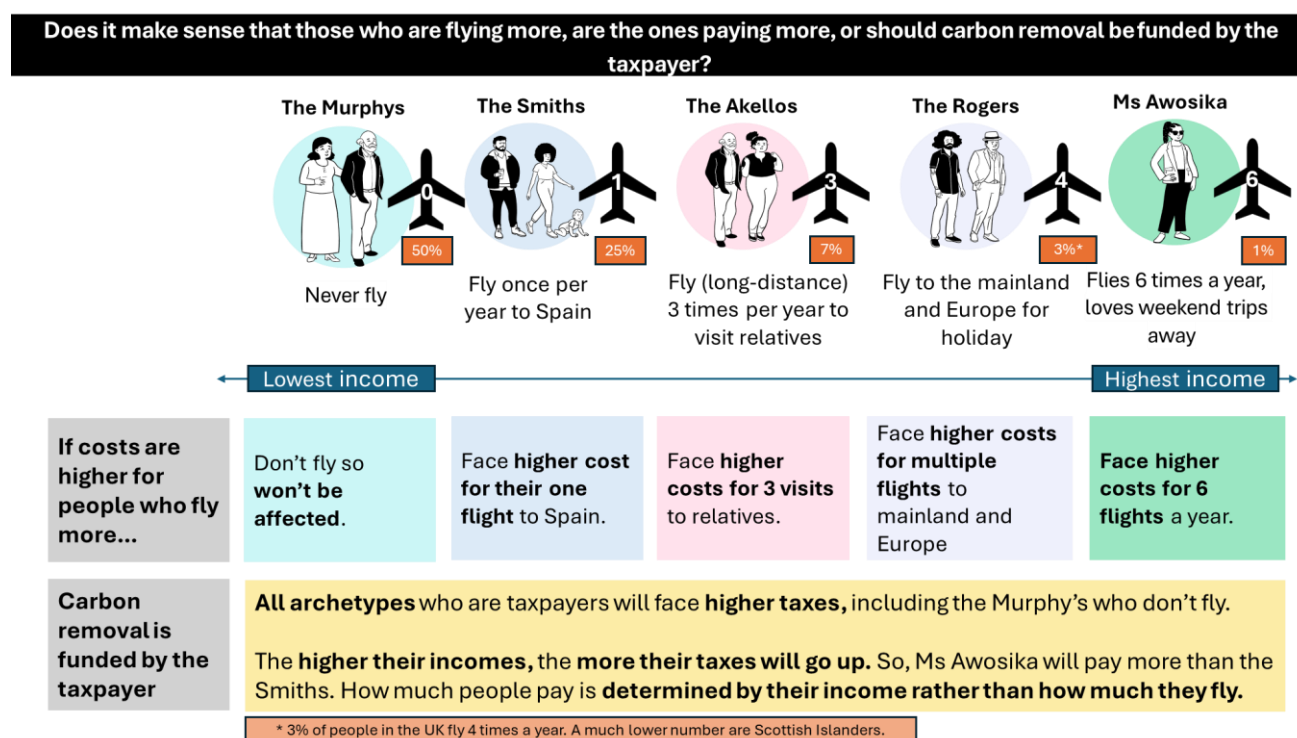 Does it make sense that those who are flying more, are the ones paying more, or should carbon removal be funded by the
taxpayer?
The Murphys
0
50%
Never fly
The Smiths
1
25%
Fly once per
year to Spain
The Akellos
3
7%
Fly (long-distance)
3 times per year to
visit relatives
The Rogers
4
3%*
Fly to the mainland
and Europe for
holiday
Ms Awosika
6
1%
Flies 6 times a year,
loves weekend trips
away
Lowest income
Highest income
If costs are
higher for
people who fly
more...
Don't fly so
won't be
affected.
Face higher cost
for their one
flight to Spain.
Face higher
costs for 3 visits
to relatives.
Face higher costs
for multiple
flights to
mainland and
Europe
Face higher
costs for 6
flights a year.
Carbon
removal is
funded by the
taxpayer
All archetypes who are taxpayers will face higher taxes, including the Murphy's who don't fly.
The higher their incomes, the more their taxes will go up. So, Ms Awosika will pay more than the
Smiths. How much people pay is determined by their income rather than how much they fly.
* 3% of people in the UK fly 4 times a year. A much lower number are Scottish Islanders.